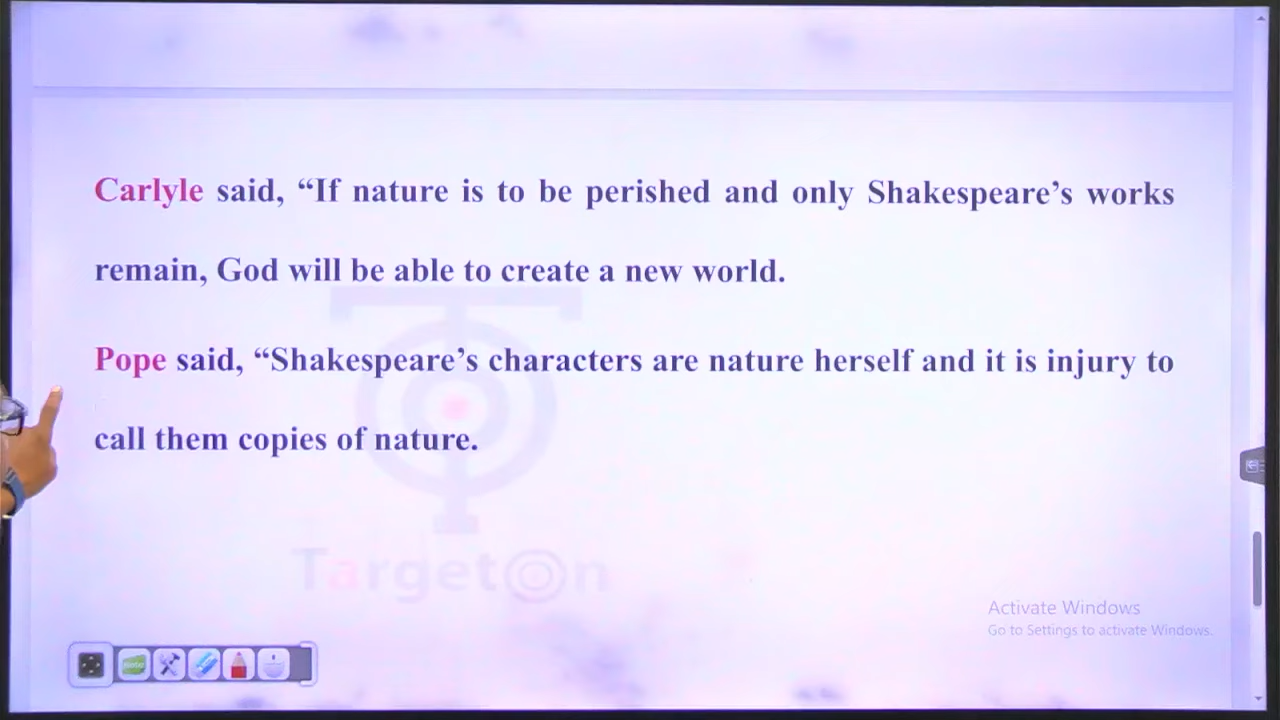 Carlyle said, “If nature is to be perished and only Shakespeare’s works
remain, God will be able to create a new world.
Pope said, “Shakespeare’s characters are nature herself and it is injury to
call them copies of nature.
Target@n
Activate Windows
Go to Settings to activate Windows.